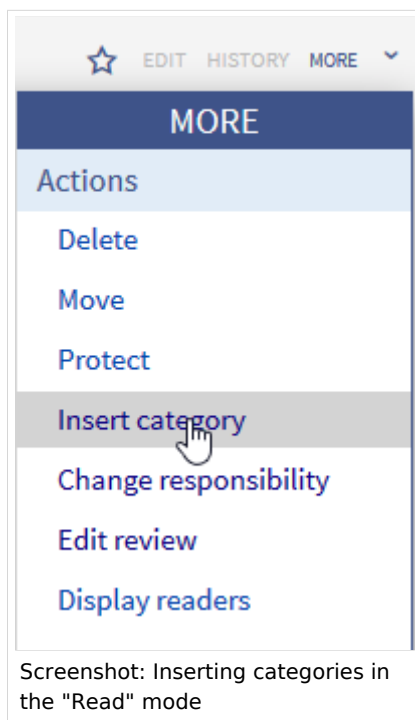 EDIT HISTORY MORE
MORE
Actions
Delete
Move
Protect
Insert category
Change responsibility
Edit review
Display readers
Screenshot: Inserting categories in
the "Read" mode